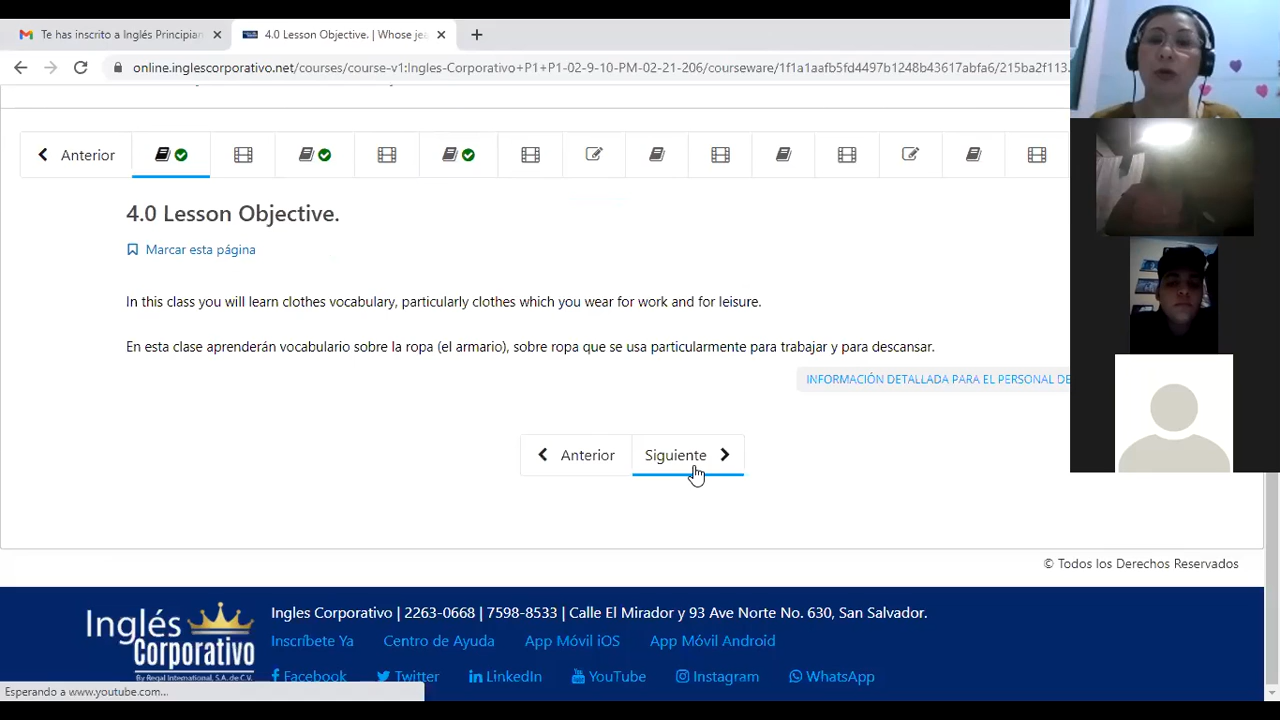 Te has inscrito a Inglés Principian
4.0 Lesson Objective. | Whose jea
online.inglescorporativo.net/courses/course-v1:Ingles-Corporativo+P1+P1-02-9-10-PM-02-21-206/courseware/1f1a1aafb5fd4497b1248b43617abfa6/215ba2f113
Anterior
4.0 Lesson Objective.
Marcar esta página
In this class you will learn clothes vocabulary, particularly clothes which you wear for work and for leisure.
En esta clase aprenderán vocabulario sobre la ropa (el armario), sobre ropa que se usa particularmente para trabajar y para descansar.
INFORMACIÓN DETALLADA PARA EL PERSONAL DE
Anterior Siguiente
© Todos los Derechos Reservados
Inglés Corporativo
By Regal International, S.A. de C.V.
Ingles Corporativo | 2263-0668 | 7598-8533 | Calle El Mirador y 93 Ave Norte No. 630, San Salvador.
Inscríbete Ya Centro de Ayuda App Móvil iOS App Móvil Android
Facebook Twitter LinkedIn YouTube Instagram WhatsApp
Esperando a www.youtube.com...